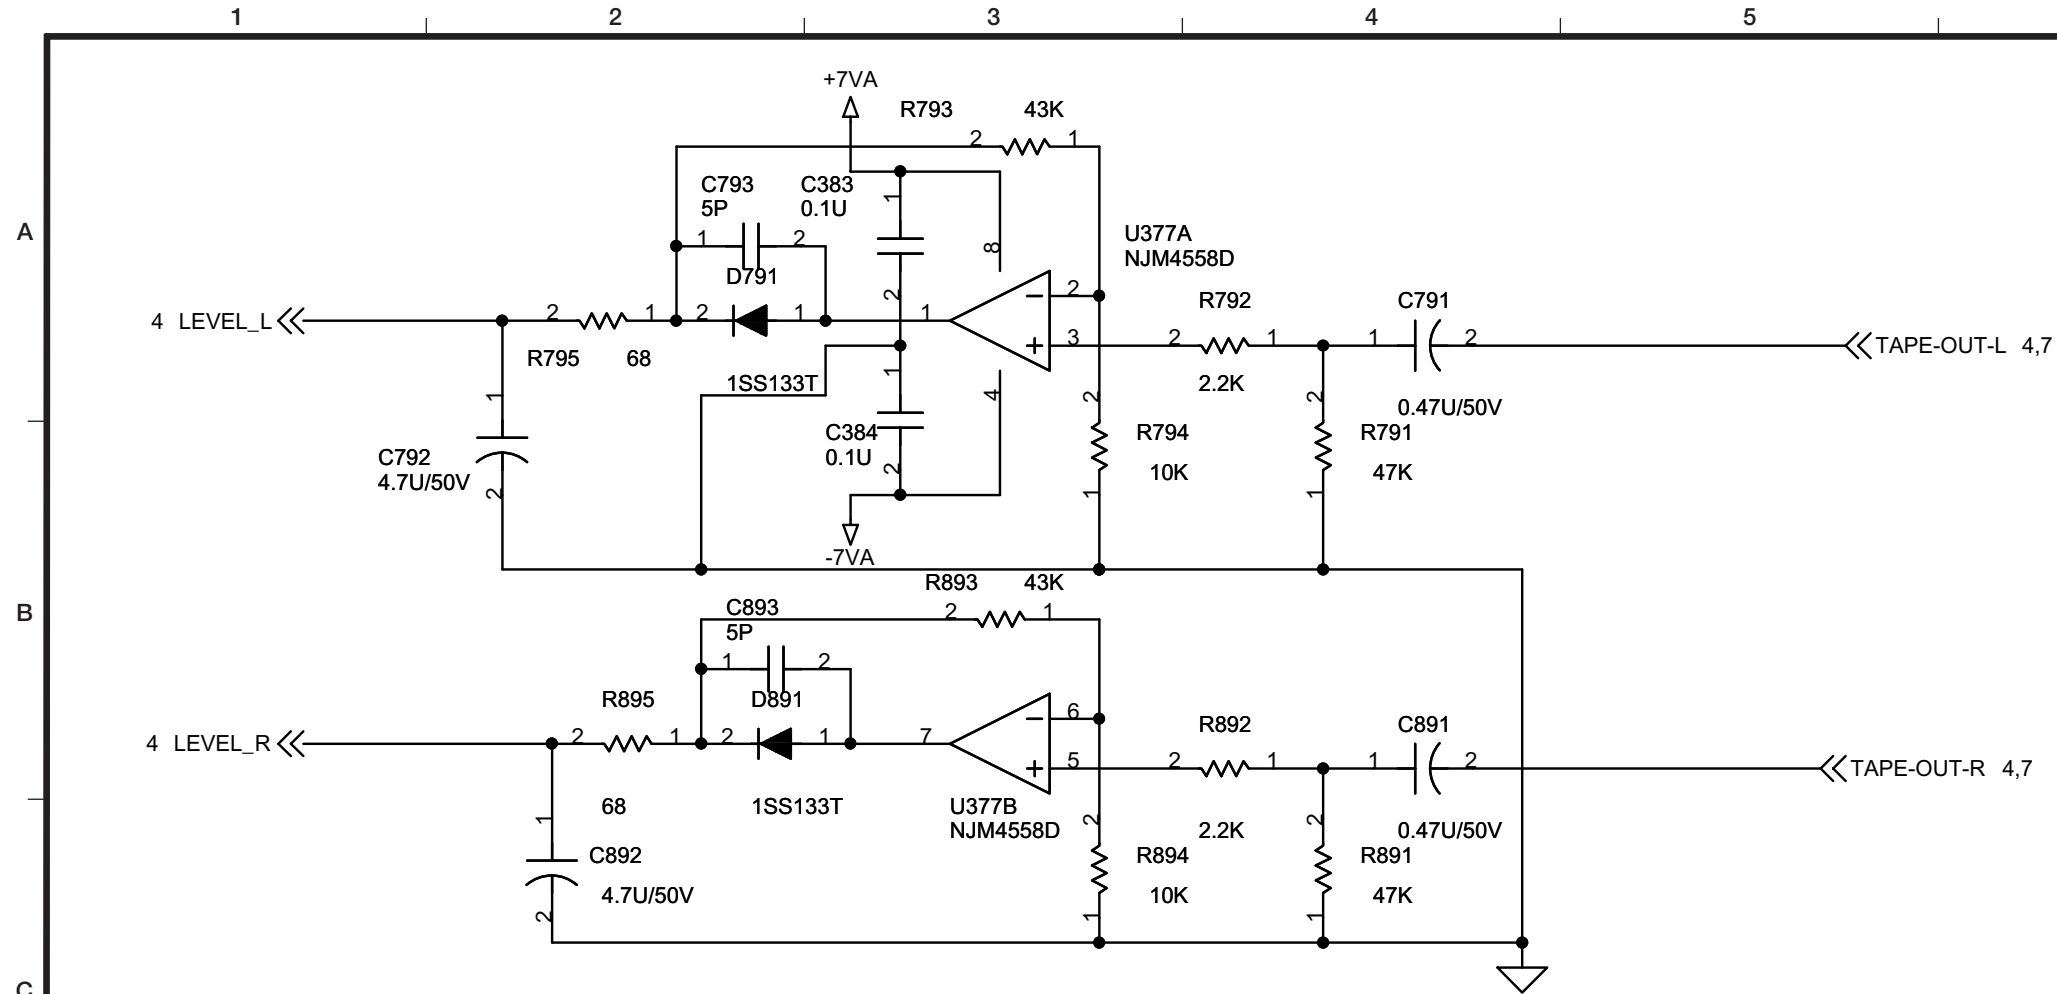 1 2 3 4 5
+7VA
R793 43K
2 1
C793 C383
5P 0.1U
1
A
1 2
8
U377A
NJM4558D
D791
2
2
R792 C791
4 LEVEL_L
2 1 2 1 1
3 2 1 1 2
TAPE-OUT-L 4,7
R795 68
1SS133T
1
4
2.2K
1
2
2
0.47U/50V
C384
0.1U
R794
10K
R791
47K
C792
4.7U/50V
2
2
1
1
-7VA
B
R893 43K
C893
5P
2 1
1 2
R895 D891
6
R892 C891
4 LEVEL_R
2 1 2 1 7
5 2 1 1 2
TAPE-OUT-R 4,7
68 1SS133T
U377B
NJM4558D
2.2K 0.47U/50V
1
2
2
C892
4.7U/50V
R894
10K
R891
47K
2
1
1
C